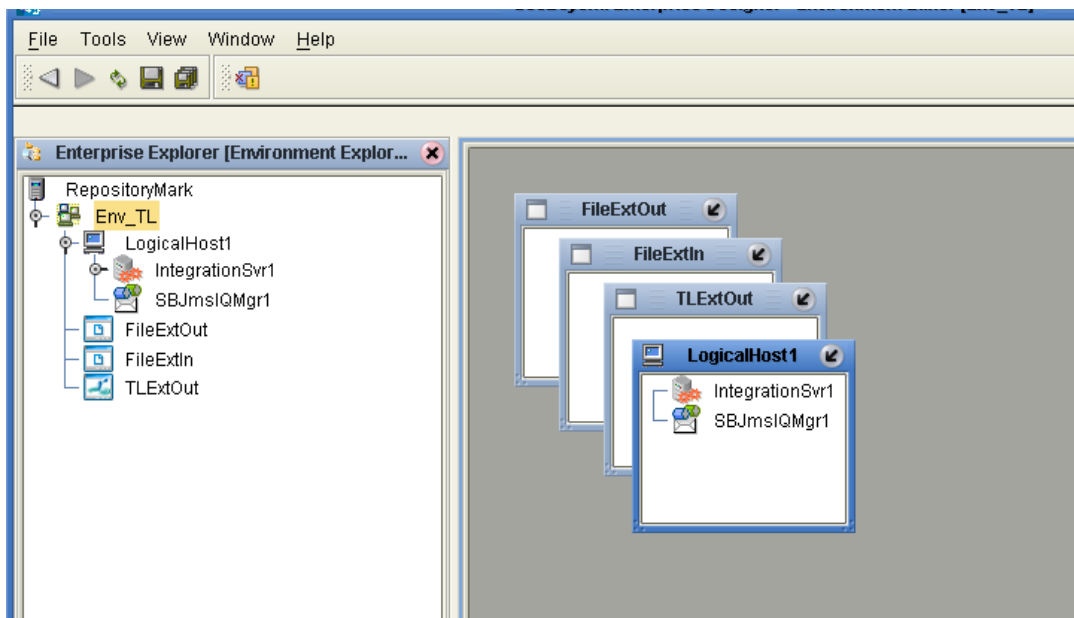 File Tools View Window Help
Enterprise Explorer [Environment Explor...
RepositoryMark
Env_TL
LogicalHost1
IntegrationSvr1
SBJmsIQMgr1
FileExtOut
FileExtIn
TLExtOut
FileExtOut
FileExtIn
TLExtOut
LogicalHost1
IntegrationSvr1
SBJmsIQMgr1